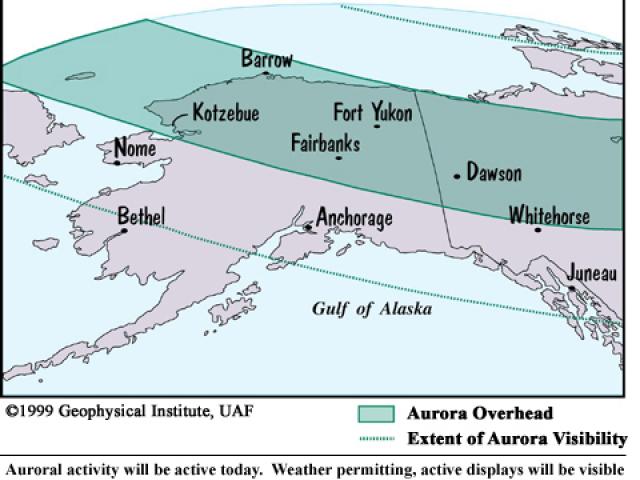 Barrow
Kotzebue
Fort Yukon
Fairbanks
Nome
Dawson
Bethel
Anchorage
Whitehorse
Juneau
Gulf of Alaska
©1999 Geophysical Institute, UAF
Aurora Overhead
Extent of Aurora Visibility
Auroral activity will be active today. Weather permitting, active displays will be visible